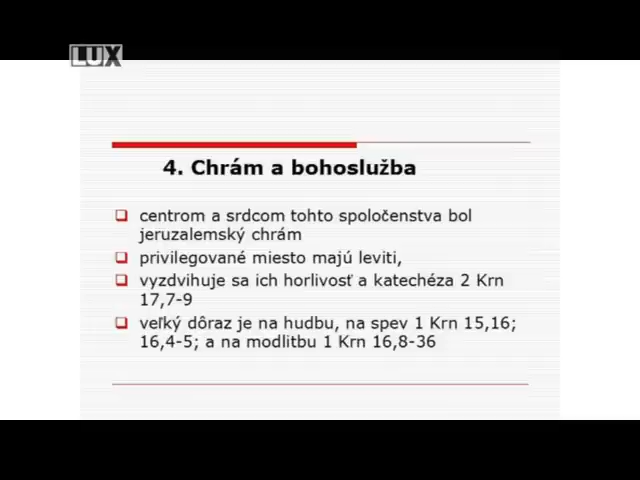 LUX
4. Chrám a bohoslužba
centrom a srdcom tohto spoločenstva bol
jeruzalemský chrám
privilegované miesto majú leviti,
vyzdvihuje sa ich horlivosť a katechéza 2 Krn
17,7-9
veľký dôraz je na hudbu, na spev 1 Krn 15,16;
16,4-5; a na modlitbu 1 Krn 16,8-36